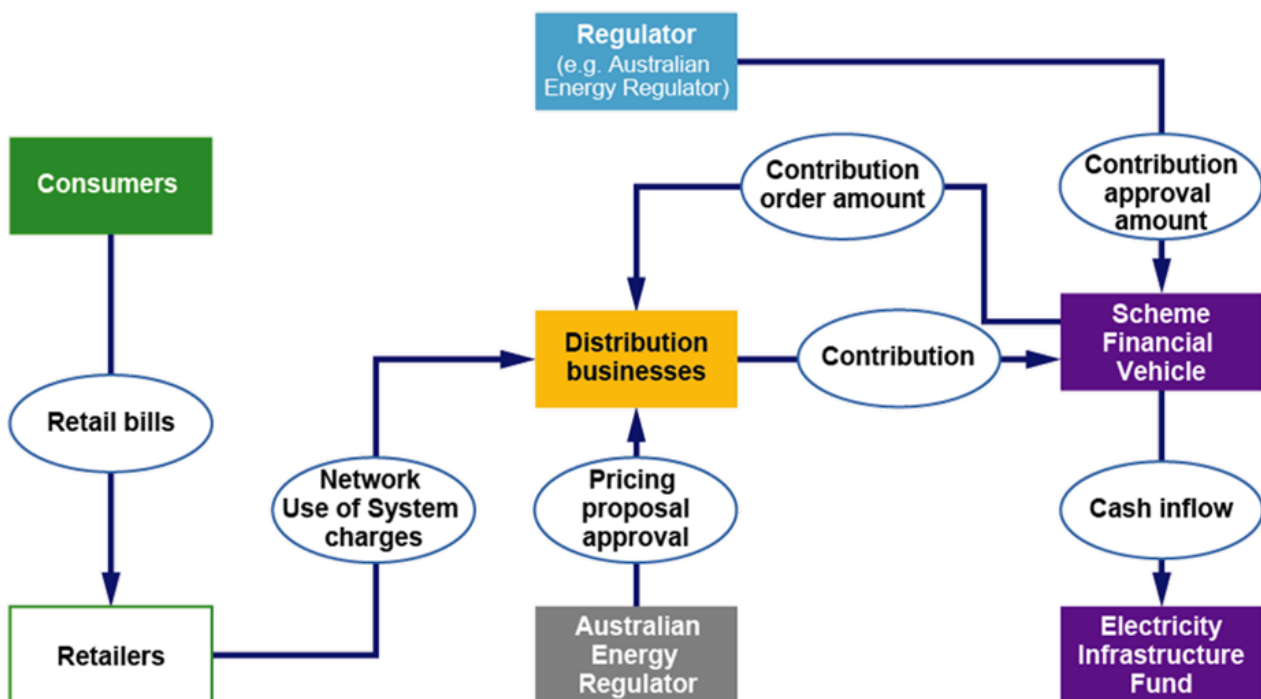 Regulator
(e.g. Australian
Energy Regulator)
Consumers
Contribution
order amount
Contribution
approval
amount
Distribution
businesses
Contribution
Scheme
Financial
Vehicle
Retail bills
Network
Use of System
charges
Pricing
proposal
approval
Cash inflow
Retailers
Australian
Energy
Regulator
Electricity
Infrastructure
Fund